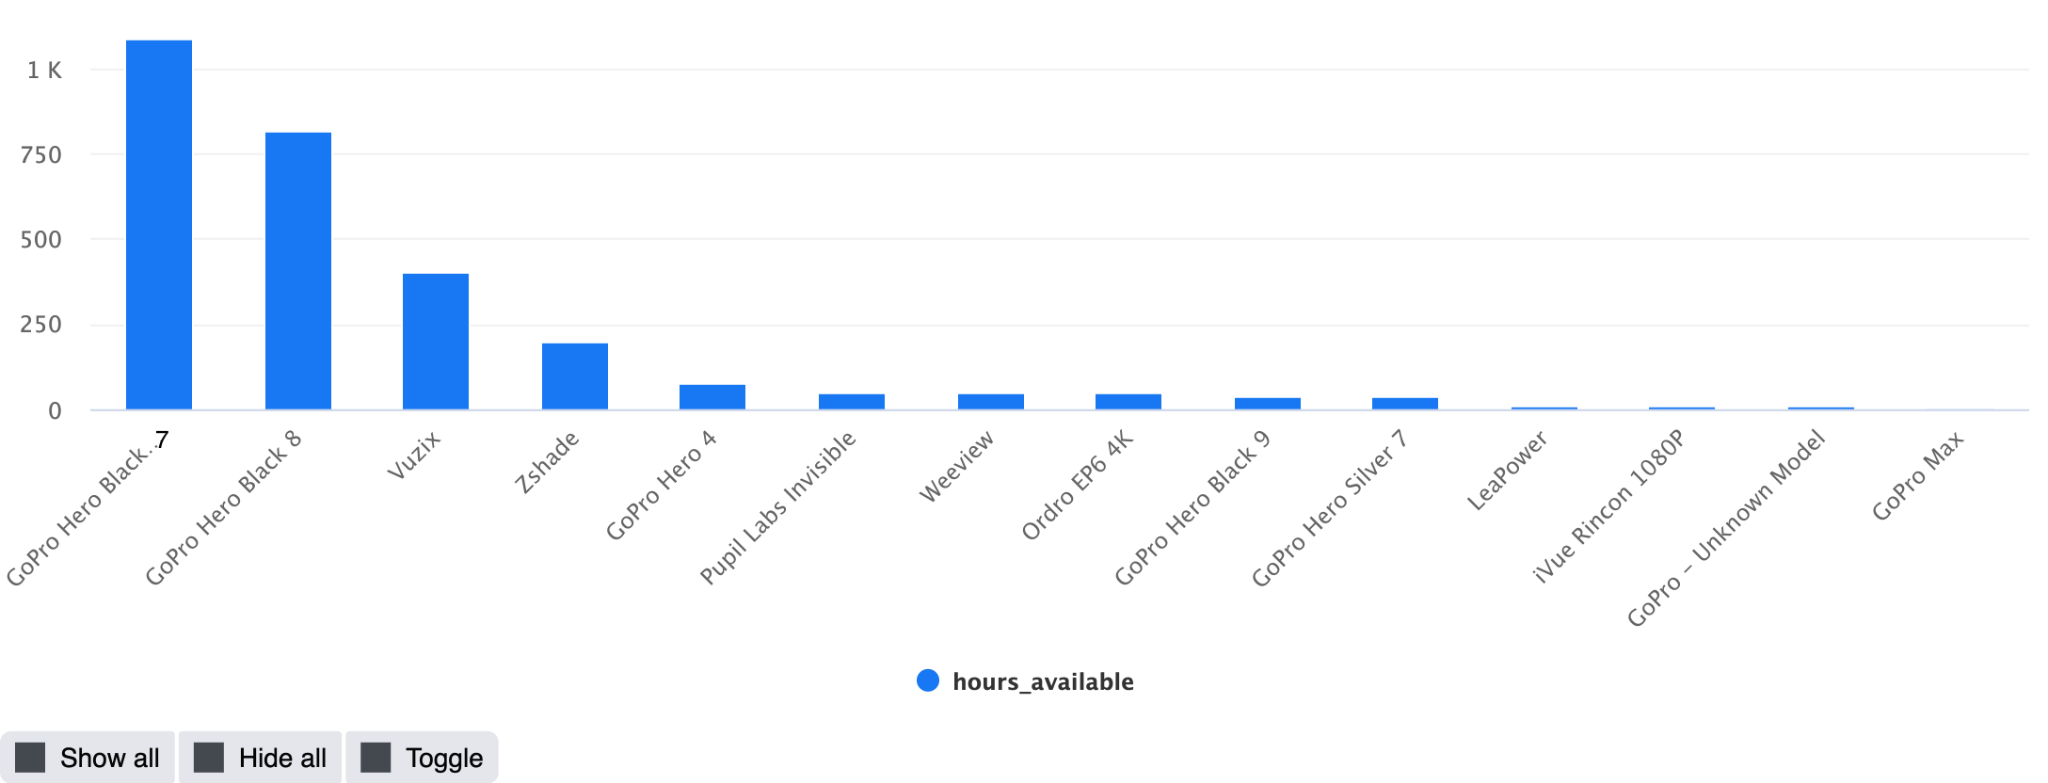 1 K
750
500
250
0
GoPro Hero Black...7
GoPro Hero Black 8
Vuzix
Zshade
GoPro Hero 4
Pupil Labs Invisible
Weeview
Ordro EP6 4K
GoPro Hero Black 9
GoPro Hero Silver 7
LeaPower
iVue Rincon 1080P
GoPro – Unknown Model
GoPro Max
hours_available
Show all
Hide all
Toggle